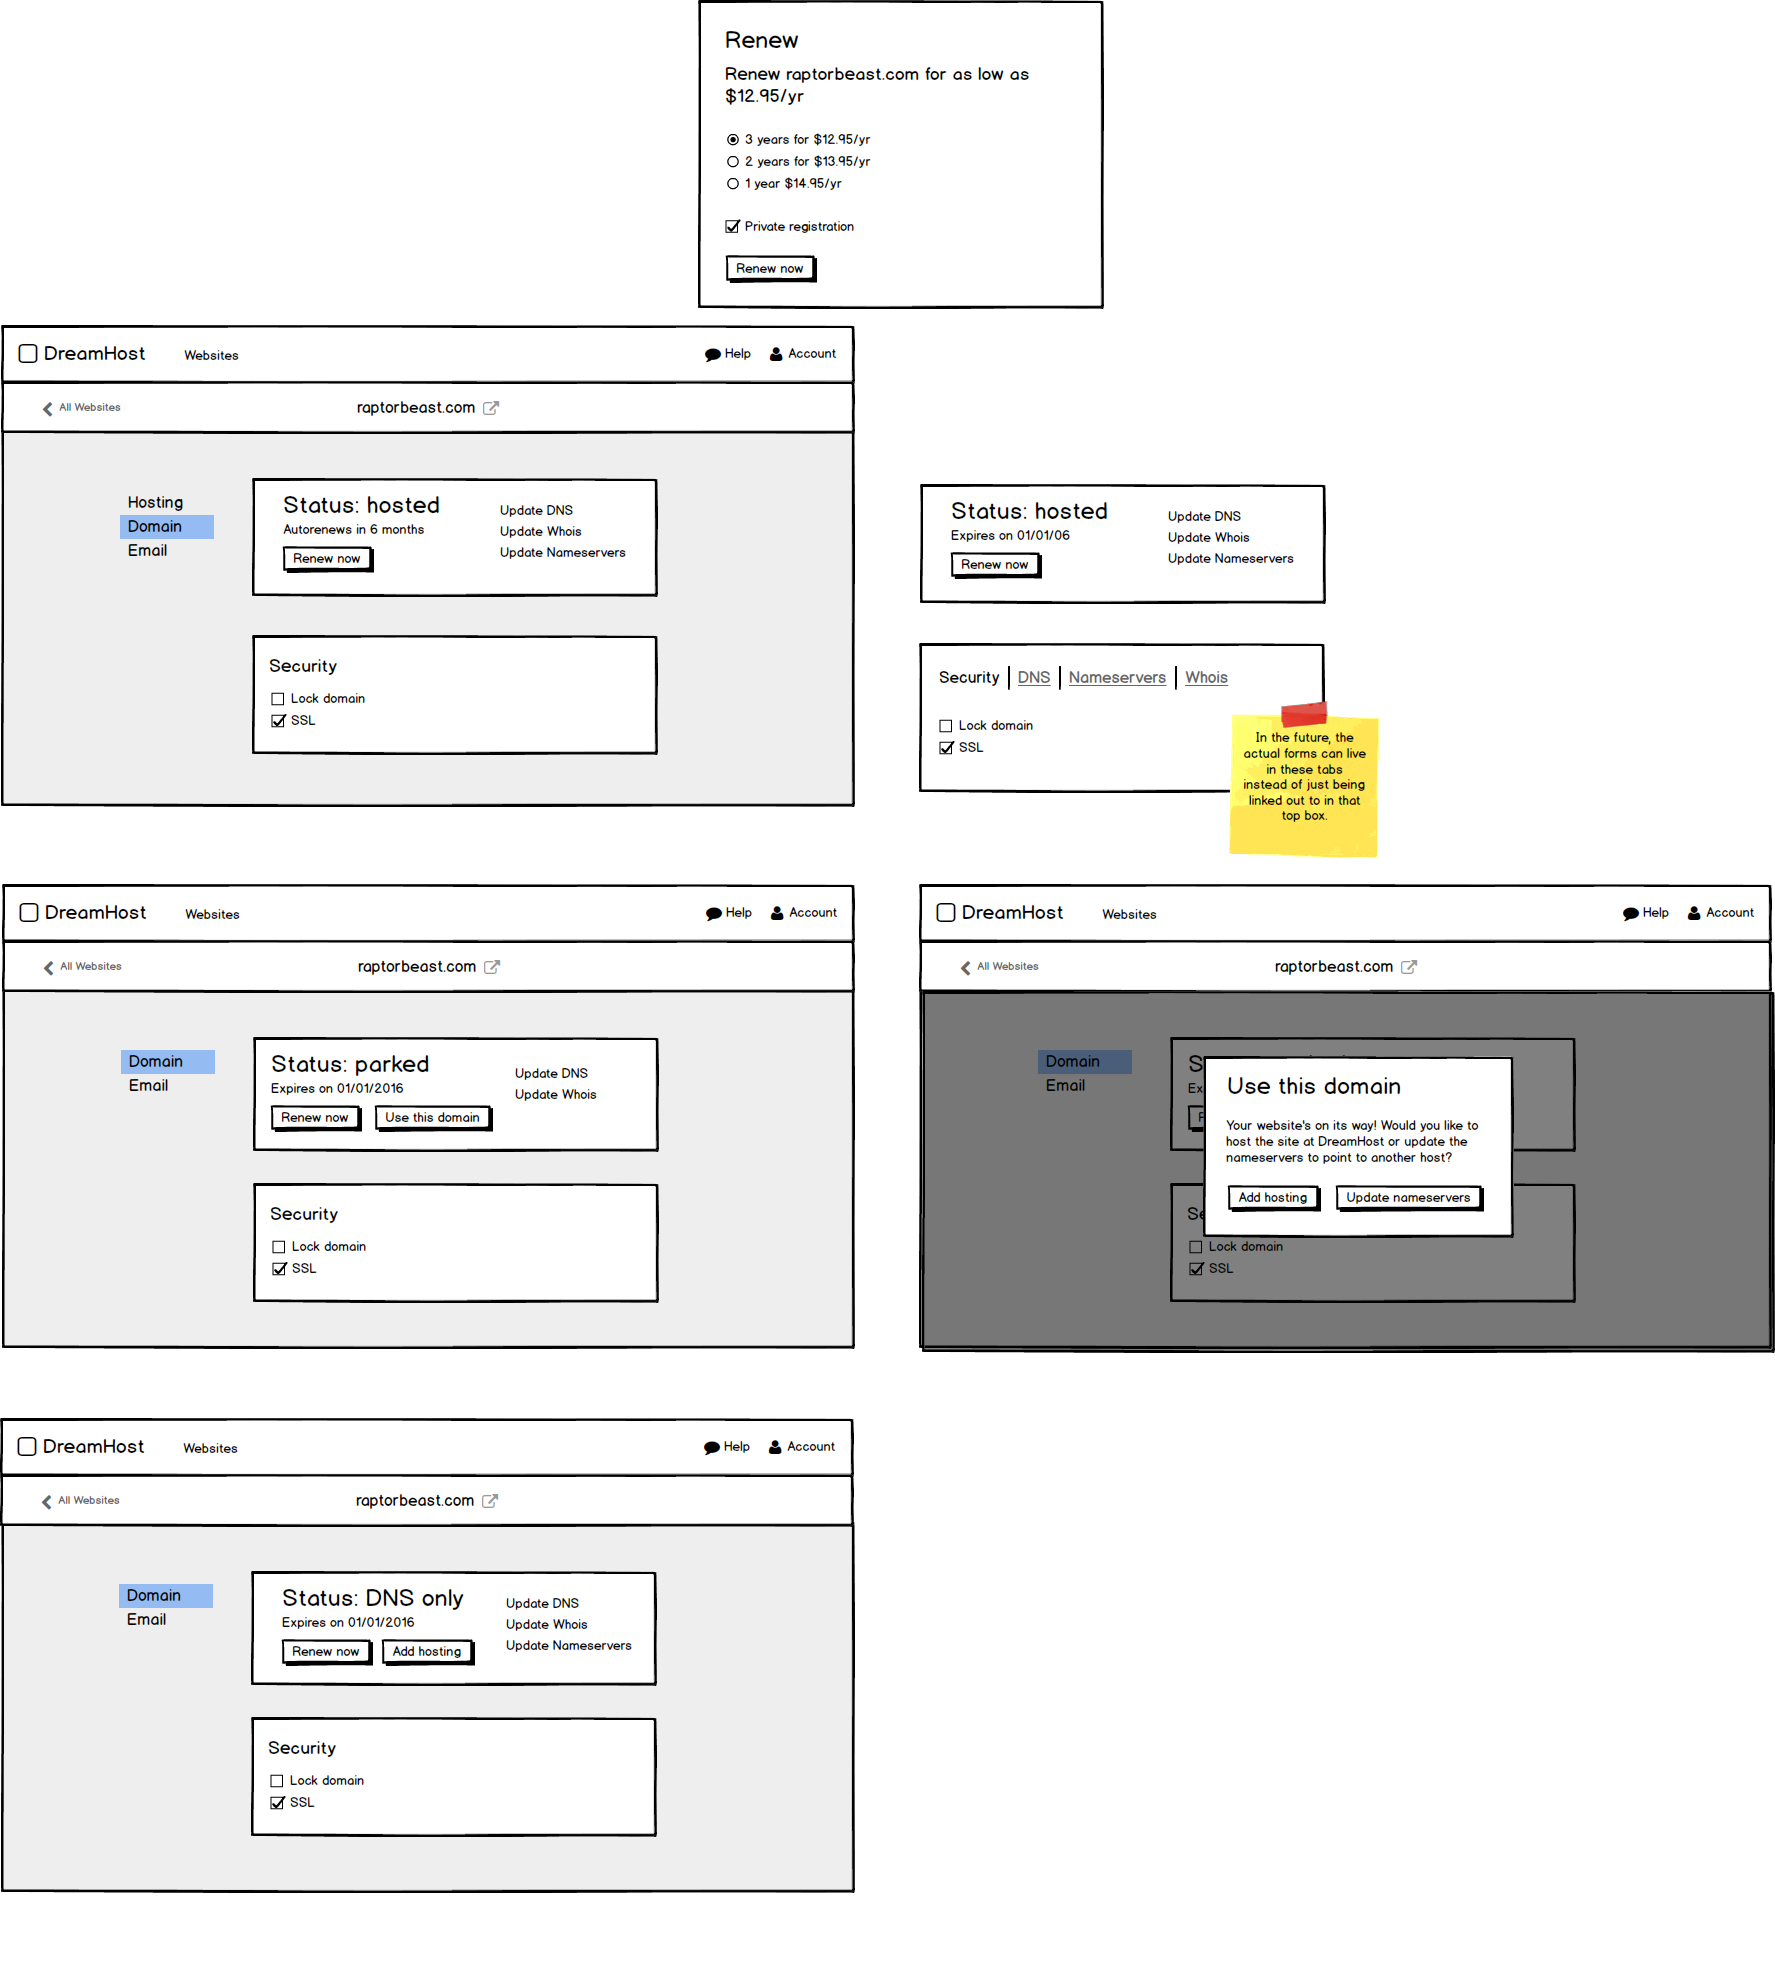 Renew
Renew raptorbeast.com for as low as
$12.95/yr
3 years for $12.95/yr
2 years for $13.95/yr
1 year $14.95/yr
Private registration
Renew now
DreamHost
Websites
Help
Account
All Websites
raptorbeast.com
Hosting
Domain
Email
Status: hosted
Autorenews in 6 months
Renew now
Update DNS
Update Whois
Update Nameservers
Security
Lock domain
SSL
Status: hosted
Expires on 01/01/06
Renew now
Update DNS
Update Whois
Update Nameservers
Security
DNS
Nameservers
Whois
Lock domain
SSL
In the future, the
actual forms can live
in these tabs
instead of just being
linked out to in that
top box.
DreamHost
Websites
Help
Account
All Websites
raptorbeast.com
Domain
Email
Status: parked
Expires on 01/01/2016
Renew now
Use this domain
Update DNS
Update Whois
Security
Lock domain
SSL
DreamHost
Websites
Help
Account
All Websites
raptorbeast.com
Domain
Email
Use this domain
Your website's on its way! Would you like to
host the site at DreamHost or update the
nameservers to point to another host?
Add hosting
Update nameservers
Lock domain
SSL
DreamHost
Websites
Help
Account
All Websites
raptorbeast.com
Domain
Email
Status: DNS only
Expires on 01/01/2016
Renew now
Add hosting
Update DNS
Update Whois
Update Nameservers
Security
Lock domain
SSL